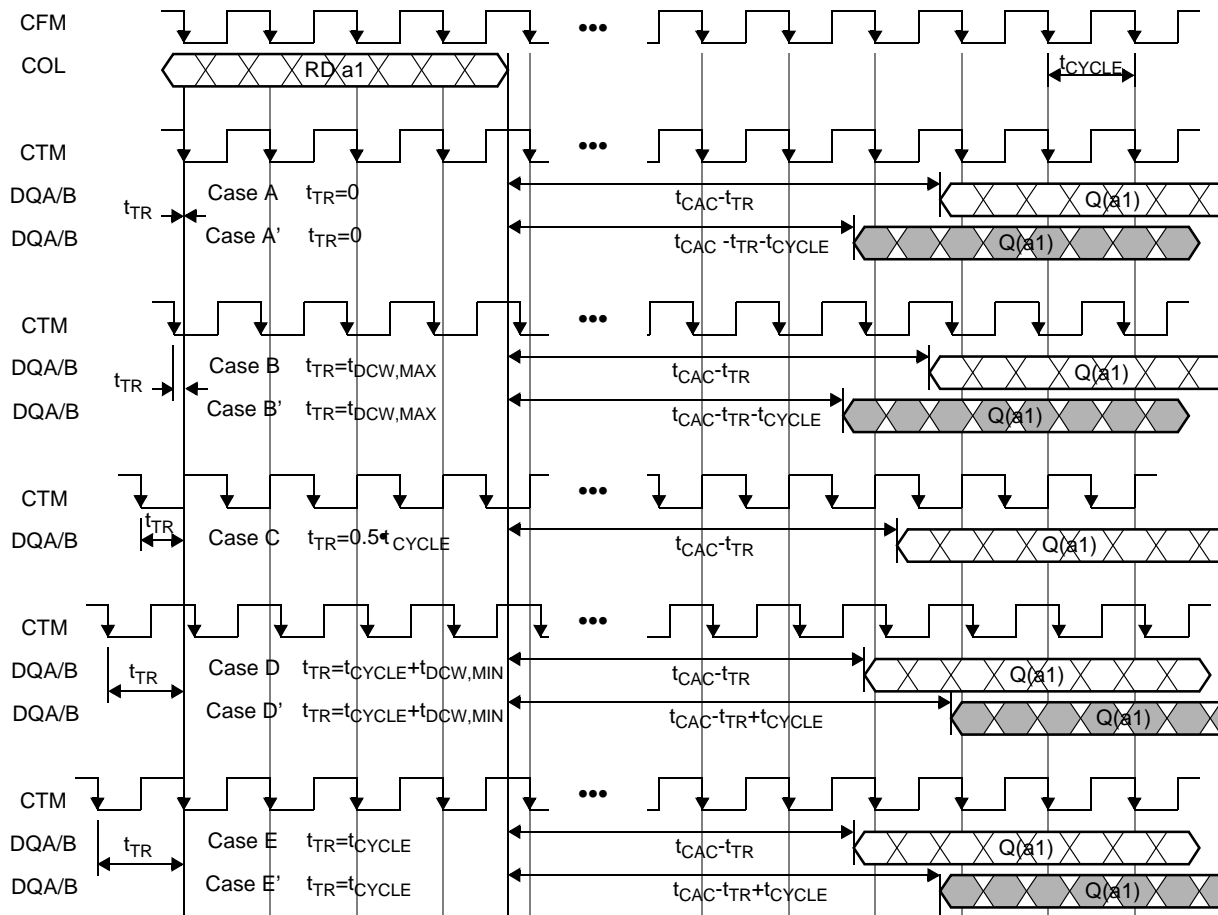 CFM •••
COL RD a1 tCYCLE
CTM •••
DQA/B Case A tTR=0 tCAC-tTR Q(a1)
tTR
DQA/B Case A’ tTR=0 tCAC -tTR-tCYCLE Q(a1)
CTM •••
DQA/B Case B tTR=tDCW,MAX tCAC-tTR Q(a1)
tTR
DQA/B Case B’ tTR=tDCW,MAX tCAC-tTR-tCYCLE Q(a1)
CTM •••
tTR
DQA/B Case C tTR=0.5•tCYCLE tCAC-tTR Q(a1)
CTM •••
DQA/B Case D tTR=tCYCLE+tDCW,MIN tCAC-tTR Q(a1)
tTR
DQA/B Case D’ tTR=tCYCLE+tDCW,MIN tCAC-tTR+tCYCLE Q(a1)
CTM •••
DQA/B Case E tTR=tCYCLE tCAC-tTR Q(a1)
tTR
DQA/B Case E’ tTR=tCYCLE tCAC-tTR+tCYCLE Q(a1)